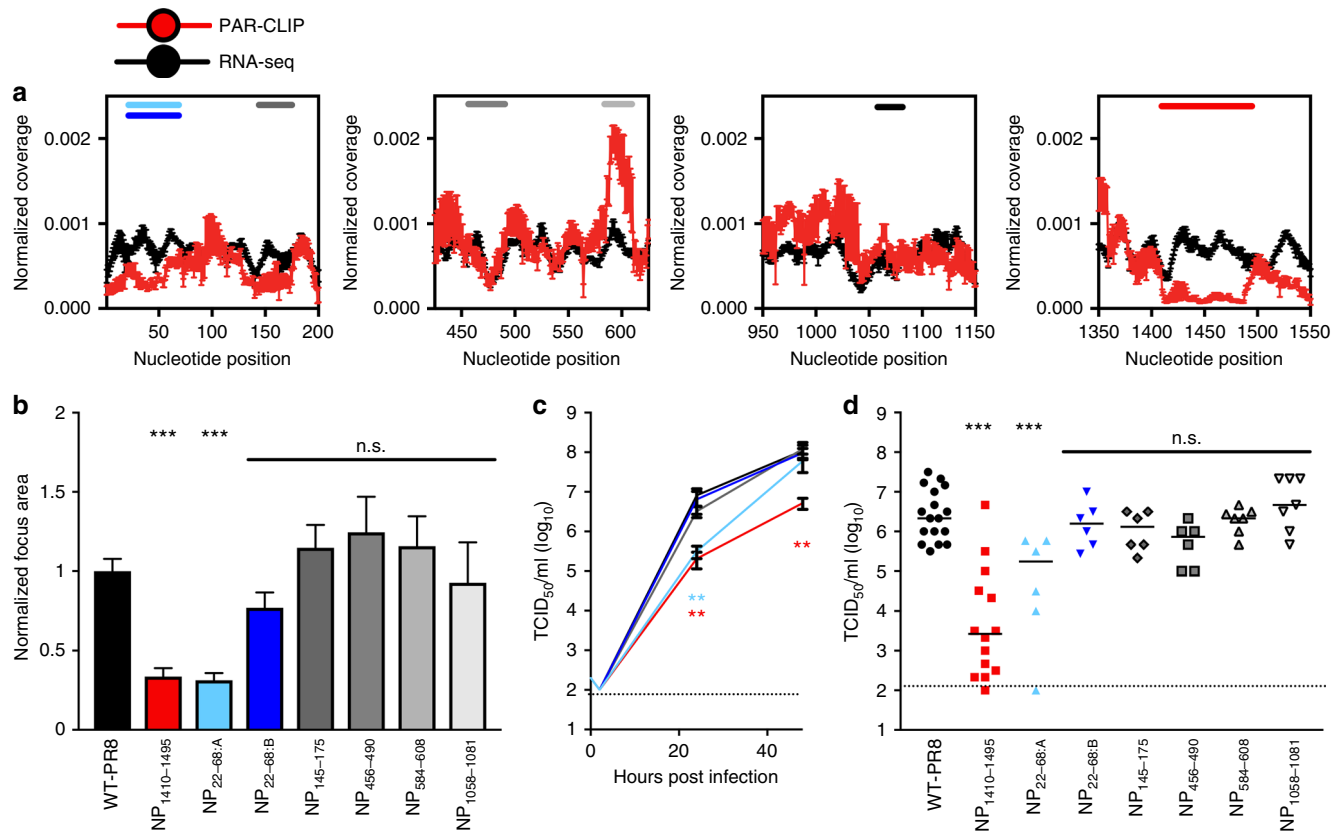 PAR-CLIP
RNA-seq
a
Normalized coverage
0.002
0.001
0.000
50 100 150 200
Nucleotide position
Normalized coverage
0.002
0.001
0.000
450 500 550 600
Nucleotide position
Normalized coverage
0.002
0.001
0.000
950 1000 1050 1100 1150
Nucleotide position
Normalized coverage
0.002
0.001
0.000
1350 1400 1450 1500 1550
Nucleotide position
b
Normalized focus area
2
1.5
1
0.5
0
*** ***
n.s.
WT-PR8
NP1410–1495
NP22–68:A
NP22–68:B
NP145–175
NP456–490
NP584–608
NP1058–1081
c
TCID50/ml (log10)
9
8
7
6
5
4
3
2
1
**
**
**
0 20 40
Hours post infection
d
TCID50/ml (log10)
9
8
7
6
5
4
3
2
1
*** ***
n.s.
WT-PR8
NP1410–1495
NP22–68:A
NP22–68:B
NP145–175
NP456–490
NP584–608
NP1058–1081